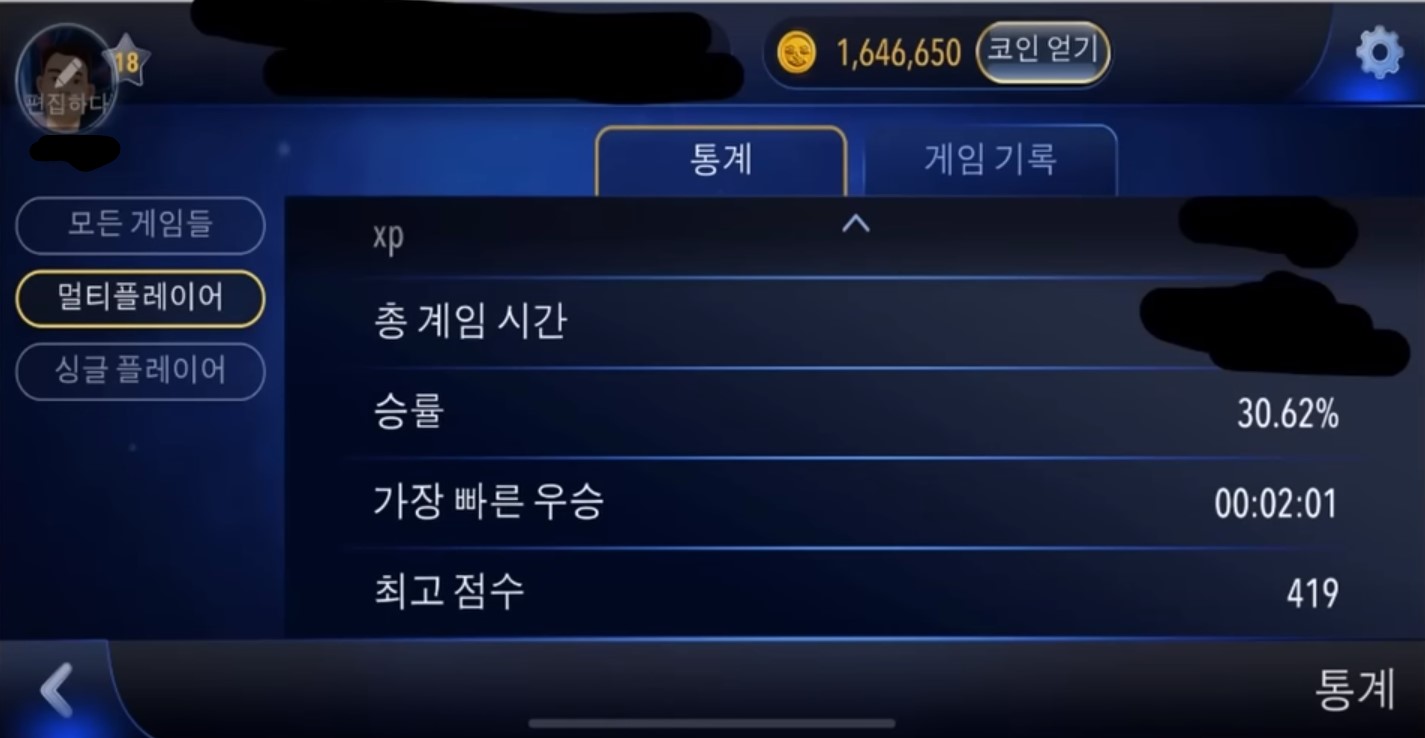 18
1,646,650 코인 얻기
편집하다
통계 게임 기록
모든 게임들
멀티플레이어
싱글 플레이어
xp
총 계임 시간
승률 30.62%
가장 빠른 우승 00:02:01
최고 점수 419
통계